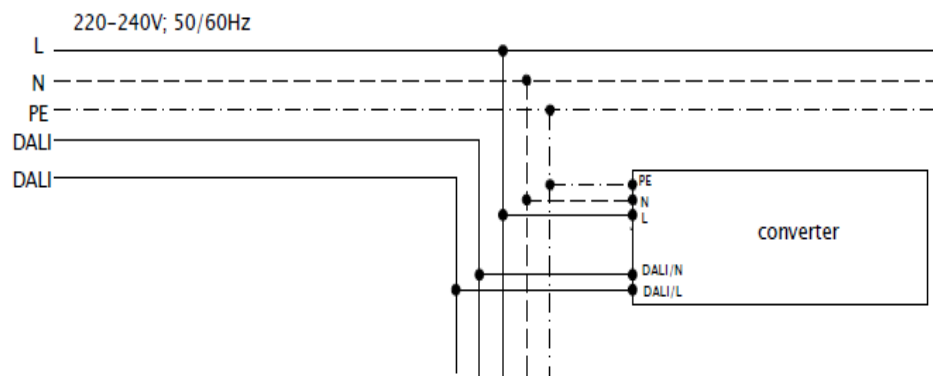 220-240V; 50/60Hz
L
N
PE
DALI
DALI
PE
N
L
converter
DALI/N
DALI/L